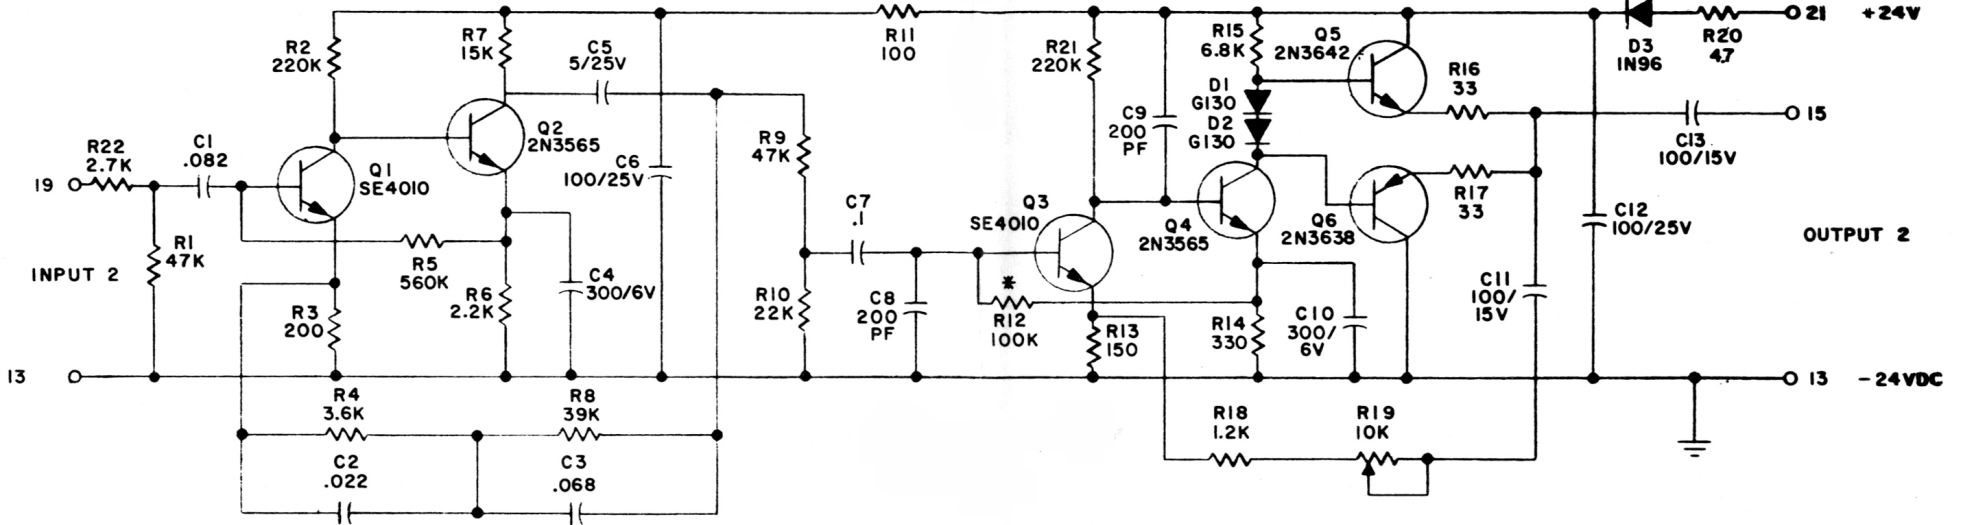 R2
220K
R7
15K
C5
5/25V
R11
100
R21
220K
R15
6.8K
Q5
2N3642
D3
1N96
R20
47
21 +24V
R16
33
D1
G130
D2
G130
C9
200
PF
15
C13
100/15V
R22
2.7K
C1
.082
Q1
SE4010
Q2
2N3565
C6
100/25V
R9
47K
19
R1
47K
INPUT 2
R5
560K
R6
2.2K
C4
300/6V
R3
200
C7
.1
Q3
SE4010
Q4
2N3565
Q6
2N3638
R17
33
C12
100/25V
OUTPUT 2
R10
22K
C8
200
PF
*
R12
100K
R13
150
R14
330
C10
300/
6V
C11
100/
15V
13
13 -24VDC
R4
3.6K
R8
39K
R18
1.2K
R19
10K
C2
.022
C3
.068